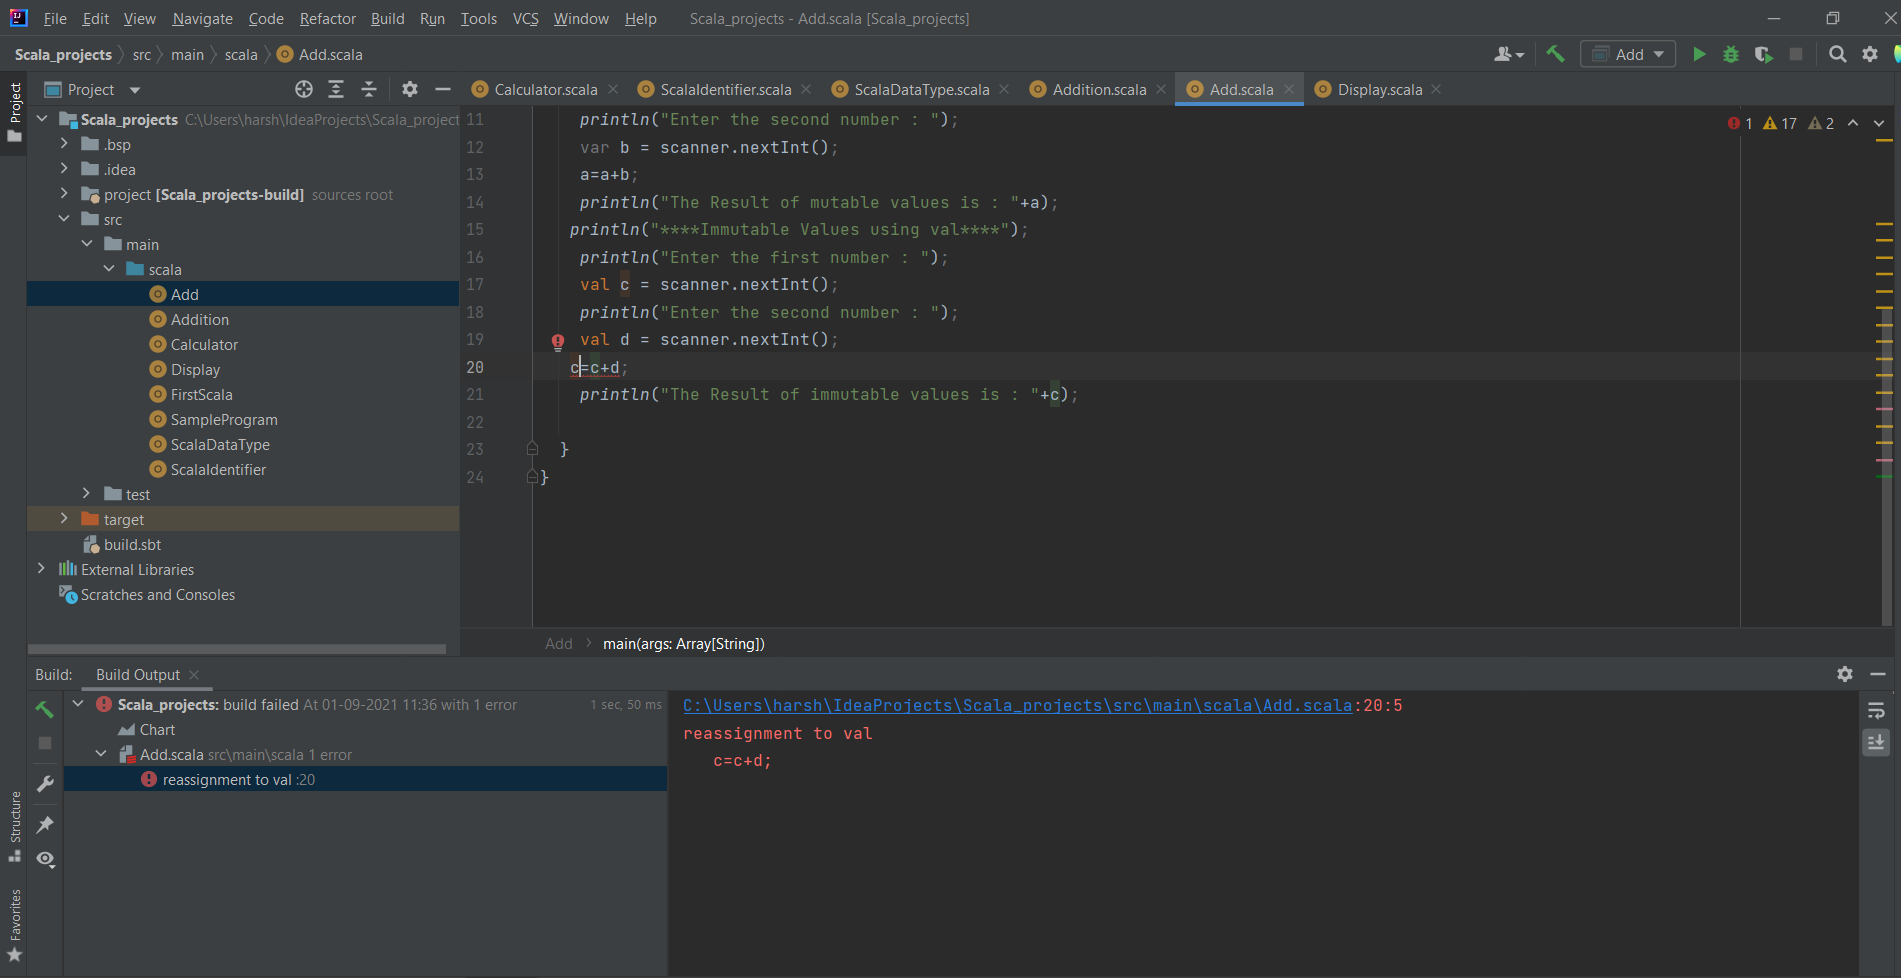 File Edit View Navigate Code Refactor Build Run Tools VCS Window Help Scala_projects - Add.scala [Scala_projects]
Scala_projects src main scala Add.scala Add
Project Project Calculator.scala ScalaIdentifier.scala ScalaDataType.scala Addition.scala Add.scala Display.scala
Scala_projects C:\Users\harsh\IdeaProjects\Scala_project
.bsp
.idea
project [Scala_projects-build] sources root
src
main
scala
Add
Addition
Calculator
Display
FirstScala
SampleProgram
ScalaDataType
ScalaIdentifier
test
target
build.sbt
External Libraries
Scratches and Consoles
1 17 2
11 println("Enter the second number : ");
12 var b = scanner.nextInt();
13 a=a+b;
14 println("The Result of mutable values is : "+a);
15 println("****Immutable Values using val****");
16 println("Enter the first number : ");
17 val c = scanner.nextInt();
18 println("Enter the second number : ");
19 val d = scanner.nextInt();
20 c=c+d;
21 println("The Result of immutable values is : "+c);
22
23 }
24 }
Add main(args: Array[String])
Build: Build Output
Scala_projects: build failed At 01-09-2021 11:36 with 1 error 1 sec, 50 ms
Chart
Add.scala src\main\scala 1 error
reassignment to val :20
C:\Users\harsh\IdeaProjects\Scala_projects\src\main\scala\Add.scala:20:5
reassignment to val
c=c+d;
Structure
Favorites